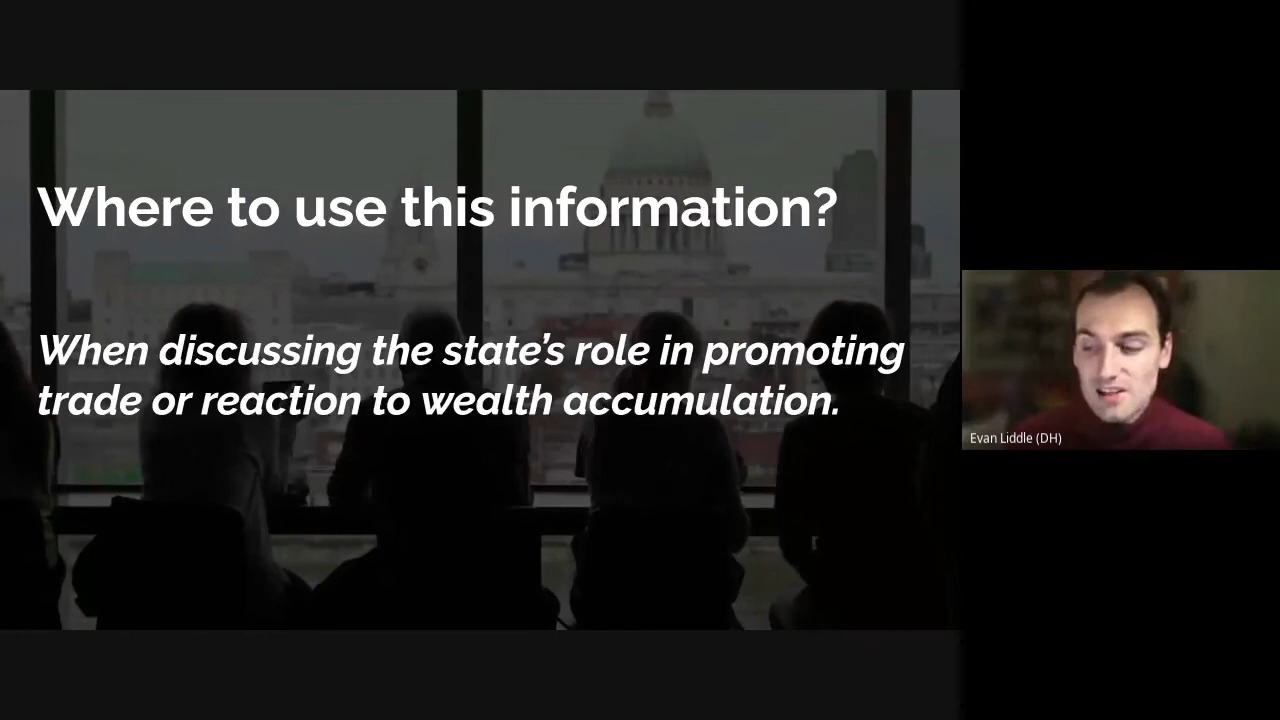 Where to use this information?
When discussing the state’s role in promoting
trade or reaction to wealth accumulation.
Evan Liddle (DH)